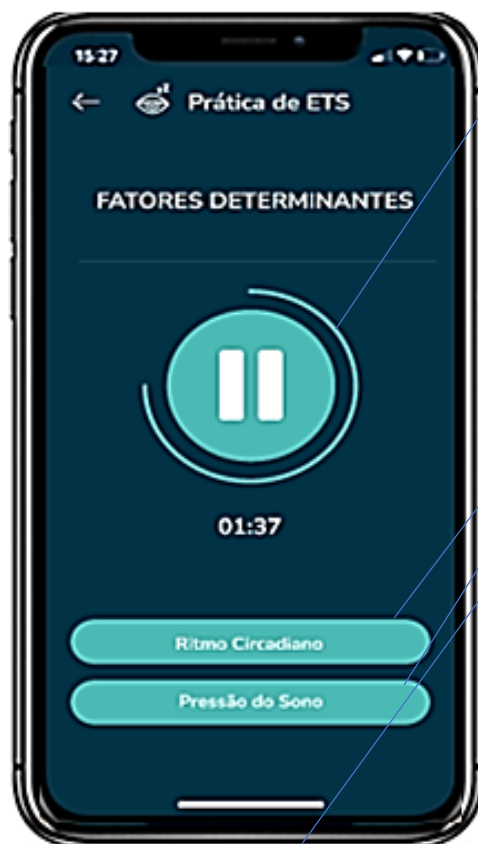 15:27
Prática de ETS
FATORES DETERMINANTES
01:37
Ritmo Circadiano
Pressão do Sono